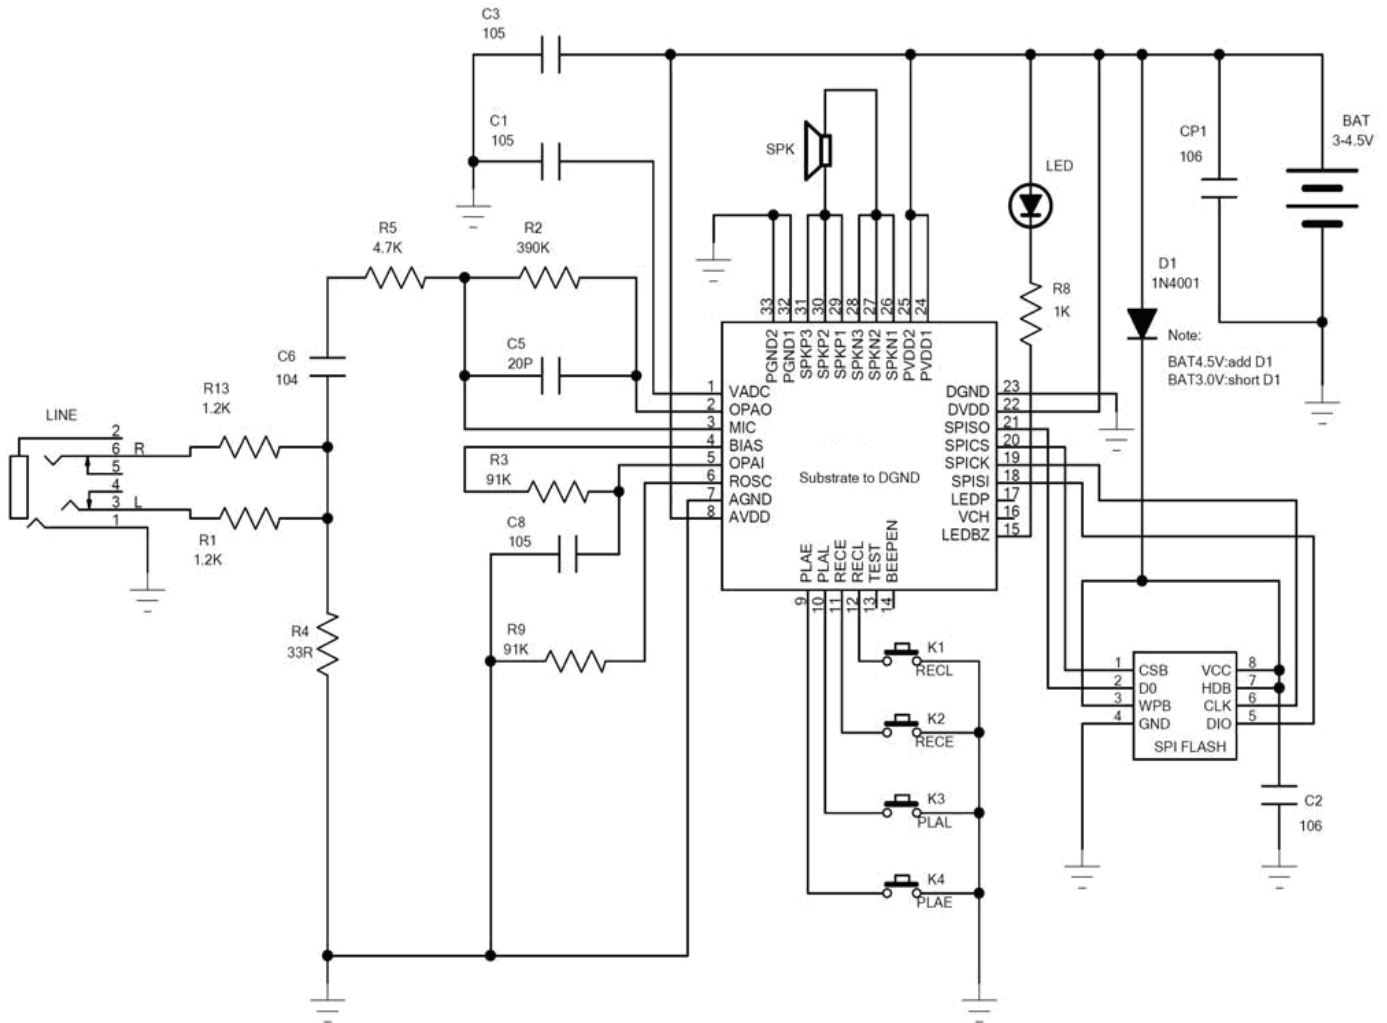 C3
105
C1
105
SPK
LED
CP1
106
BAT
3-4.5V
R5
4.7K
R2
390K
D1
1N4001
R8
1K
Note:
BAT4.5V:add D1
BAT3.0V:short D1
C6
104
C5
20P
R13
1.2K
LINE
2
6 R
5
4
3 L
1
R1
1.2K
R3
91K
C8
105
R4
33R
R9
91K
33 32 31 30 29 28 27 26 25 24
PGND2 PGND1 SPKP3 SPKP2 SPKP1 SPKN3 SPKN2 SPKN1 PVDD2 PVDD1
1 VADC
2 OPAO
3 MIC
4 BIAS
5 OPAI
6 ROSC
7 AGND
8 AVDD
Substrate to DGND
DGND 23
DVDD 22
SPISO 21
SPICS 20
SPICK 19
SPISI 18
LEDP 17
VCH 16
LEDBZ 15
PLAE PLAL RECE RECL TEST BEEPEN
9 10 11 12 13 14
K1
RECL
K2
RECE
K3
PLAL
K4
PLAE
1 CSB VCC 8
2 D0 HDB 7
3 WPB CLK 6
4 GND DIO 5
SPI FLASH
C2
106